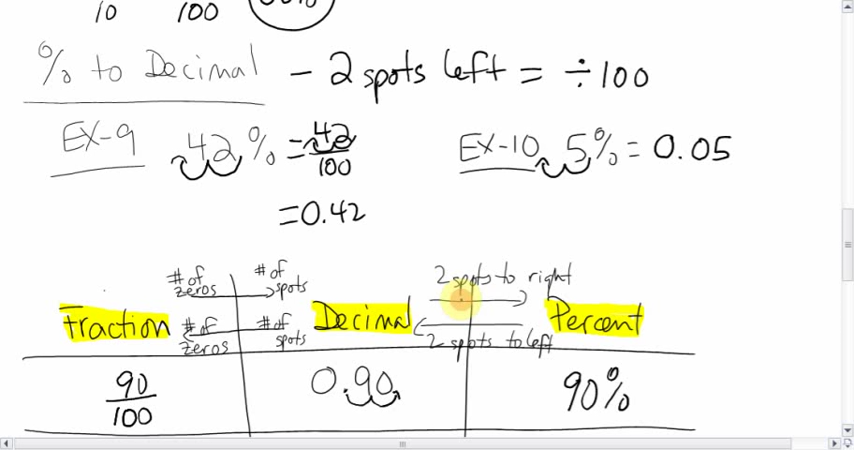 10 100
% to Decimal - 2 spots left = ÷100
EX-9 42% = 42/100 EX-10 5% = 0.05
= 0.42
# of zeros # of spots 2 spots to right
Fraction Decimal Percent
# of zeros # of spots 2 spots to left
90/100 0.90 90%